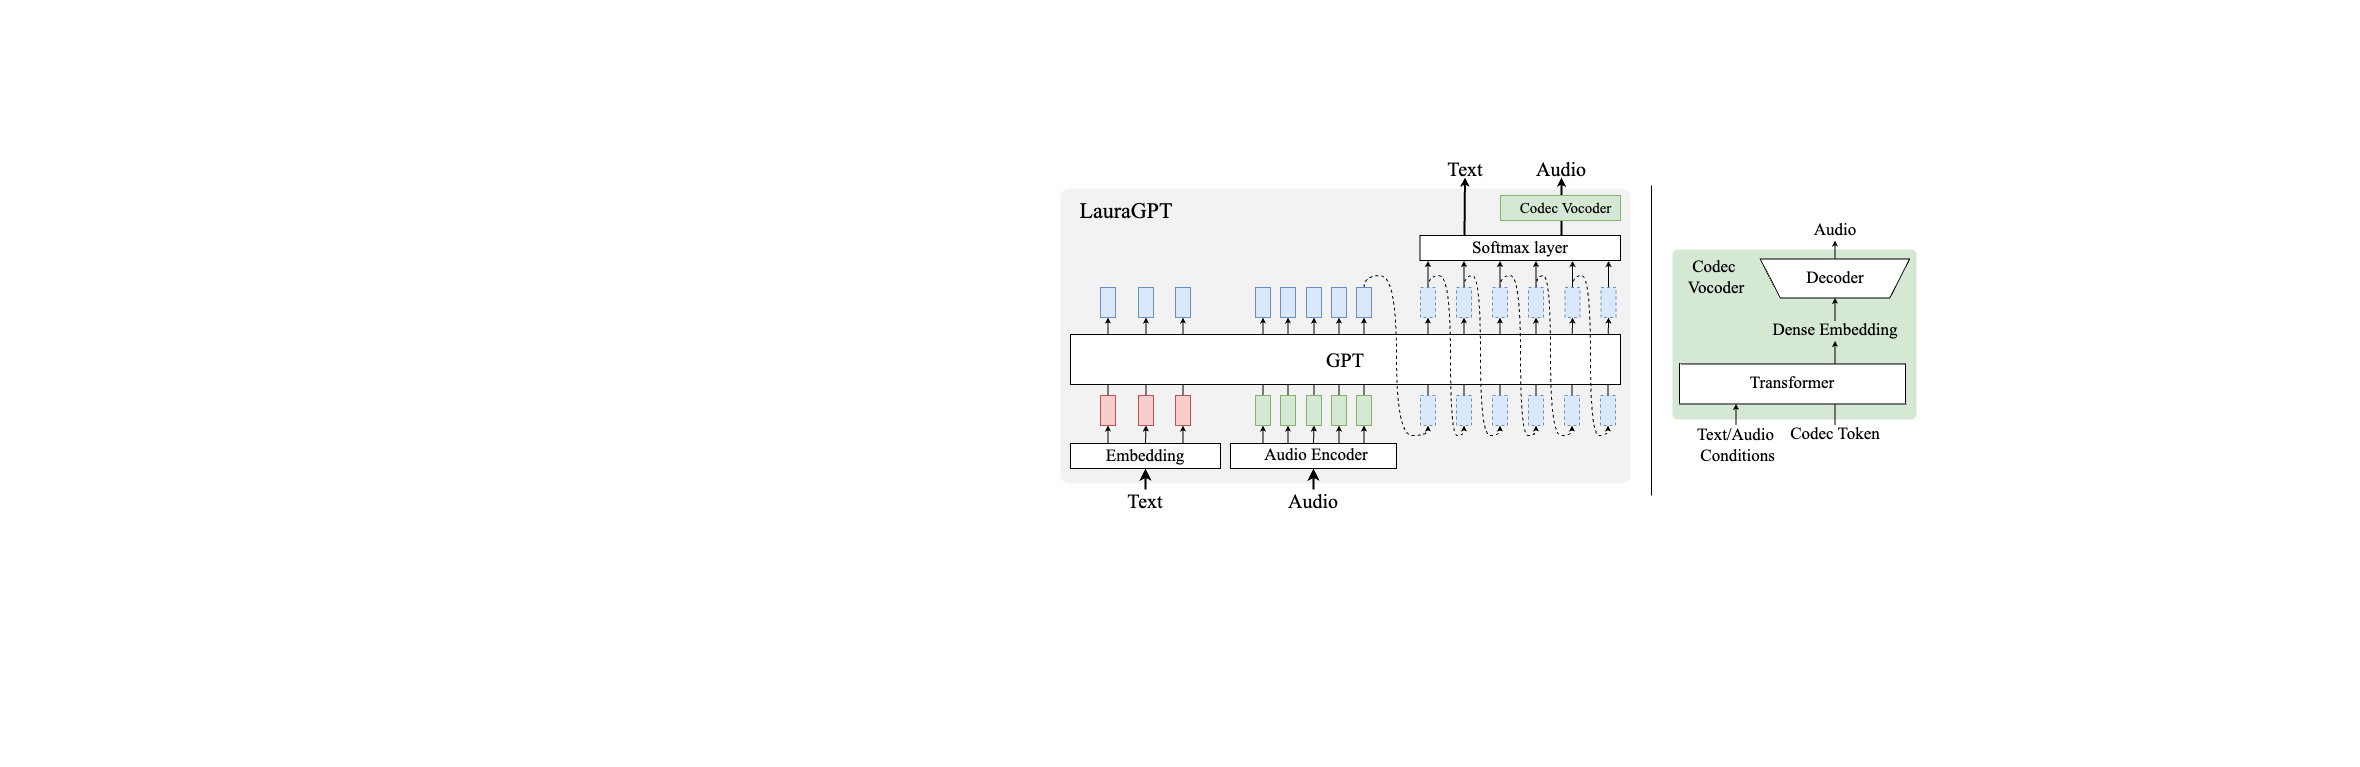 Text
Audio
LauraGPT
Codec Vocoder
Softmax layer
GPT
Embedding
Audio Encoder
Text
Audio
Audio
Codec
Vocoder
Decoder
Dense Embedding
Transformer
Text/Audio
Conditions
Codec Token